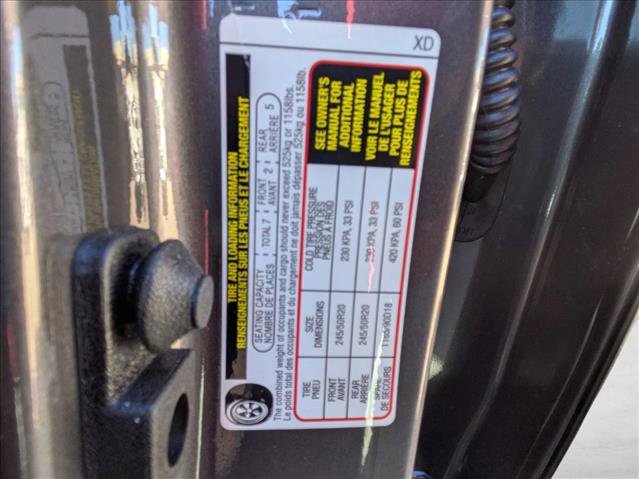 XD
TIRE AND LOADING INFORMATION
RENSEIGNEMENTS SUR LES PNEUS ET LE CHARGEMENT
SEATING CAPACITY
NOMBRE DE PLACES
TOTAL 7
FRONT
AVANT 2
REAR
ARRIÈRE 5
The combined weight of occupants and cargo should never exceed 525kg or 1158lbs.
Le poids total des occupants et du chargement ne doit jamais dépasser 525kg ou 1158lb.
TIRE
PNEU
SIZE
DIMENSIONS
COLD TIRE PRESSURE
PRESSION DES
PNEUS À FROID
FRONT
AVANT
245/50R20
230 KPA, 33 PSI
REAR
ARRIÈRE
245/50R20
230 KPA, 33 PSI
SPARE
DE SECOURS
T165/90D18
420 KPA, 60 PSI
SEE OWNER'S
MANUAL FOR
ADDITIONAL
INFORMATION
VOIR LE MANUEL
DE L'USAGER
POUR PLUS DE
RENSEIGNEMENTS